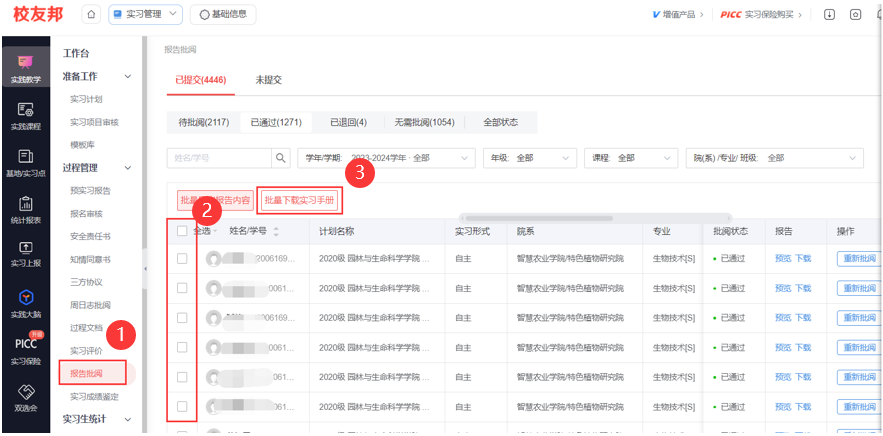 校友邦 实习管理 基础信息 增值产品 PICC 实习保险购买
实践教学
实践课程
基地/实习点
统计报表
实习上报
实践大脑
PICC 升级
实习保险
双选会
工作台
准备工作
实习计划
实习项目审核
模板库
过程管理
预实习报告
报名审核
安全责任书
知情同意书
三方协议
周日志批阅
过程文档
1
实习评价
报告批阅
实习成绩鉴定
实习生统计
报告批阅
已提交(4446) 未提交
待批阅(2117) 已通过(1271) 已退回(4) 无需批阅(1054) 全部状态
姓名/学号 学年/学期: 2023-2024学年 · 全部 年级: 全部 课程: 全部 院(系) /专业/ 班级: 全部
3
批量 报告内容 批量下载实习手册
2
全选 姓名/学号 计划名称 实习形式 院系 专业 批阅状态 报告 操作
2006169... 2020级 园林与生命科学学院 ... 自主 智慧农业学院/特色植物研究院 生物技术[S] 已通过 预览 下载 重新批阅
0061... 2020级 园林与生命科学学院 ... 自主 智慧农业学院/特色植物研究院 生物技术[S] 已通过 预览 下载 重新批阅
006169... 2020级 园林与生命科学学院 ... 自主 智慧农业学院/特色植物研究院 生物技术[S] 已通过 预览 下载 重新批阅
0061... 2020级 园林与生命科学学院 ... 自主 智慧农业学院/特色植物研究院 生物技术[S] 已通过 预览 下载 重新批阅
061... 2020级 园林与生命科学学院 ... 自主 智慧农业学院/特色植物研究院 生物技术[S] 已通过 预览 下载 重新批阅
061... 2020级 园林与生命科学学院 ... 自主 智慧农业学院/特色植物研究院 生物技术[S] 已通过 预览 下载 重新批阅